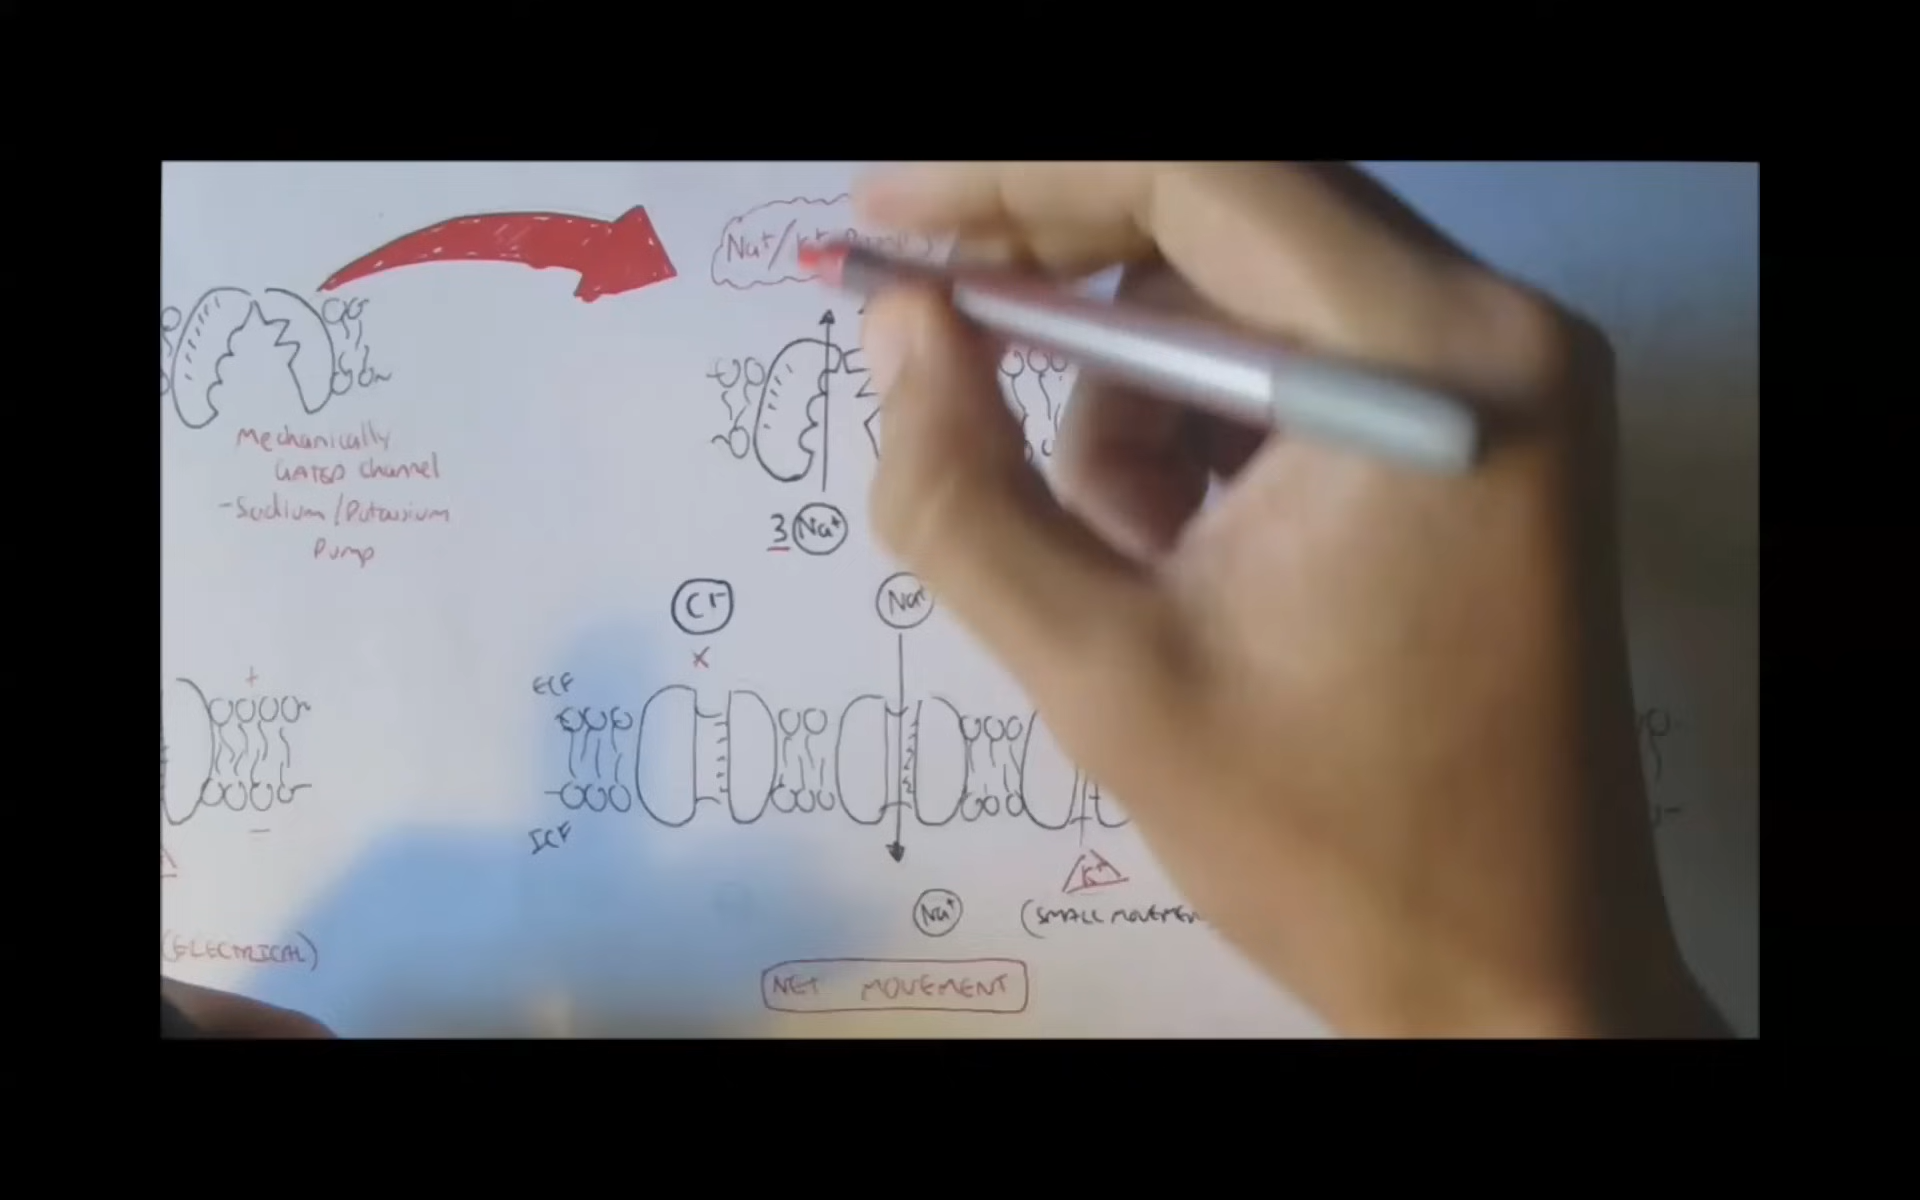 Na⁺/K⁺ Pump
Mechanically
GATED Channel
-Sodium/Potassium
Pump
3 Na⁺
Cl⁻
Na⁺
x
+
ECF
-
ICF
K⁺
Na⁺
(SMALL MOVEMEN
(ELECTRICAL)
NET MOVEMENT